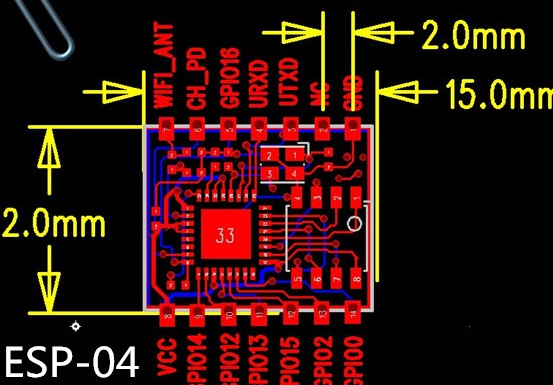 2.0mm
15.0mm
WIFI_ANT
CH_PD
GPIO16
URXD
UTXD
NC
GND
7 6 5 4 3 2 1
2 1
3 4
4 3 2 1
2.0mm
33
5 6 7 8
8 9 10 11 12 13 14
VCC
GPIO14
GPIO12
GPIO13
GPIO15
GPIO2
GPIO0
ESP-04